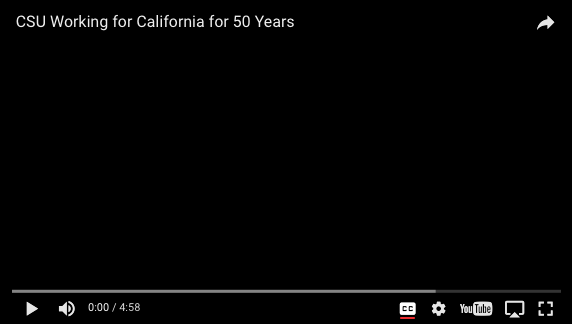 CSU Working for California for 50 Years
0:00 / 4:58
CC
YouTube